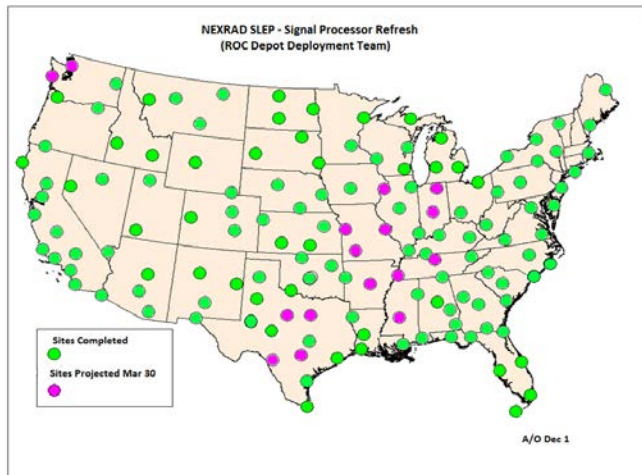 NEXRAD SLEP - Signal Processor Refresh
(ROC Depot Deployment Team)
Sites Completed
Sites Projected Mar 30
A/O Dec 1